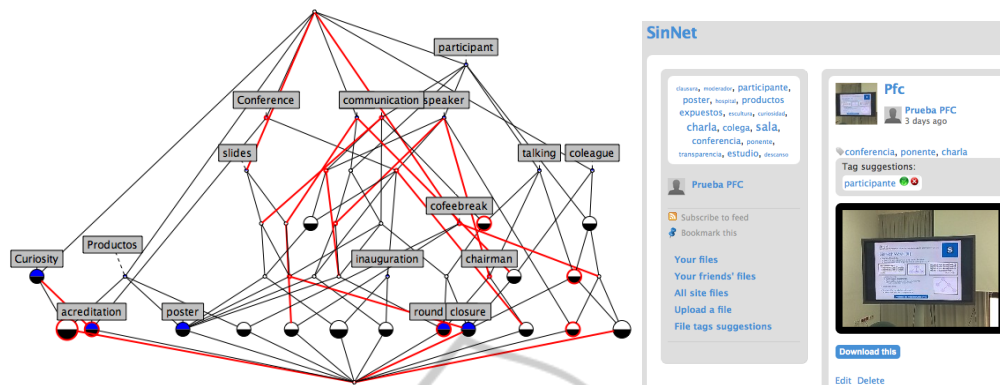 participant
Conference
communication
speaker
slides
talking
coleague
cofeebreak
Productos
Curiosity
inauguration
chairman
acreditation
poster
round
closure
SinNet
clausura, moderador, participante,
poster, hospital, productos
expuestos, escultura, curiosidad,
charla, colega, sala,
conferencia, ponente,
transparencia, estudio, descanso
Prueba PFC
Subscribe to feed
Bookmark this
Your files
Your friends' files
All site files
Upload a file
File tags suggestions
Pfc
Prueba PFC
3 days ago
conferencia, ponente, charla
Tag suggestions:
participante
Download this
Edit Delete